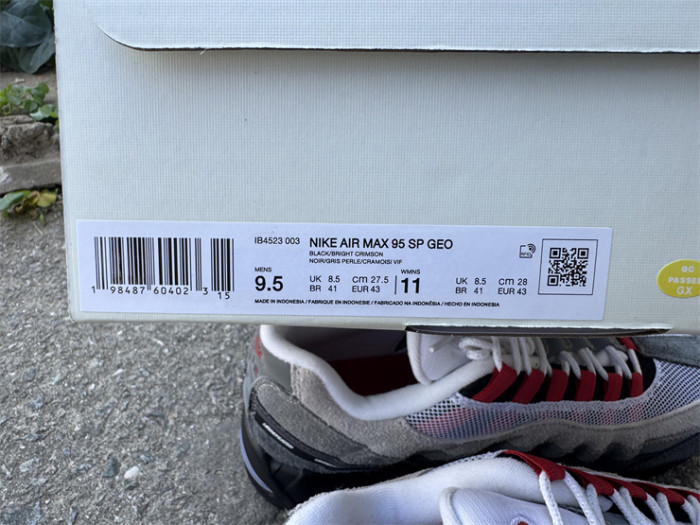 IB4523 003 NIKE AIR MAX 95 SP GEO
BLACK/BRIGHT CRIMSON
NOIR/GRIS PERLE/CRAMOISI VIF
MENS
9.5
UK 8.5 cm 27.5
BR 41 EUR 43
WMNS
11
UK 8.5 cm 28
BR 41 EUR 43
1 98487 60402 3 15
MADE IN INDONESIA / FABRIQUE EN INDONESIE / FABRICADO NA INDONÉSIA / HECHO EN INDONESIA
QC
PASSED
GX